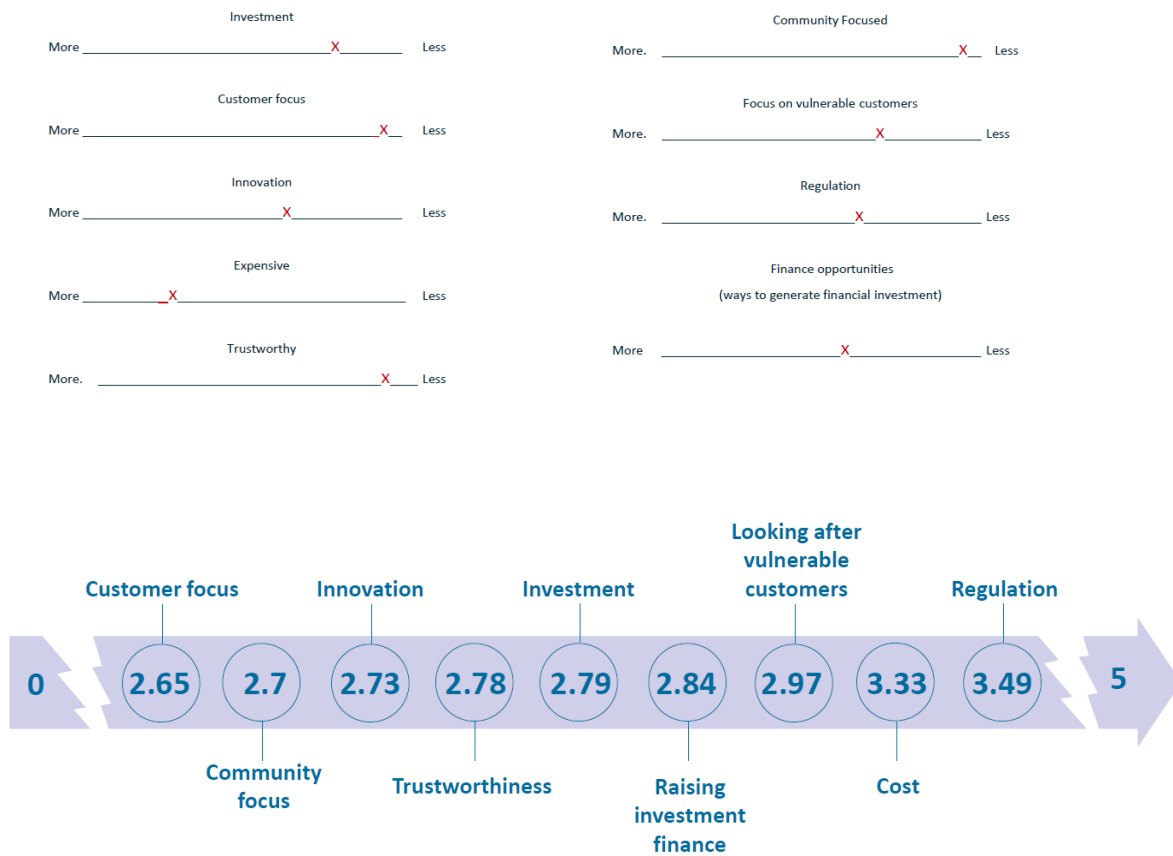 Investment
More X Less
Customer focus
More X Less
Innovation
More X Less
Expensive
More X Less
Trustworthy
More. X Less
Community Focused
More. X Less
Focus on vulnerable customers
More. X Less
Regulation
More. X Less
Finance opportunities
(ways to generate financial investment)
More X Less
Customer focus
Innovation
Investment
Looking after
vulnerable
customers
Regulation
0 2.65 2.7 2.73 2.78 2.79 2.84 2.97 3.33 3.49 5
Community
focus
Trustworthiness
Raising
investment
finance
Cost